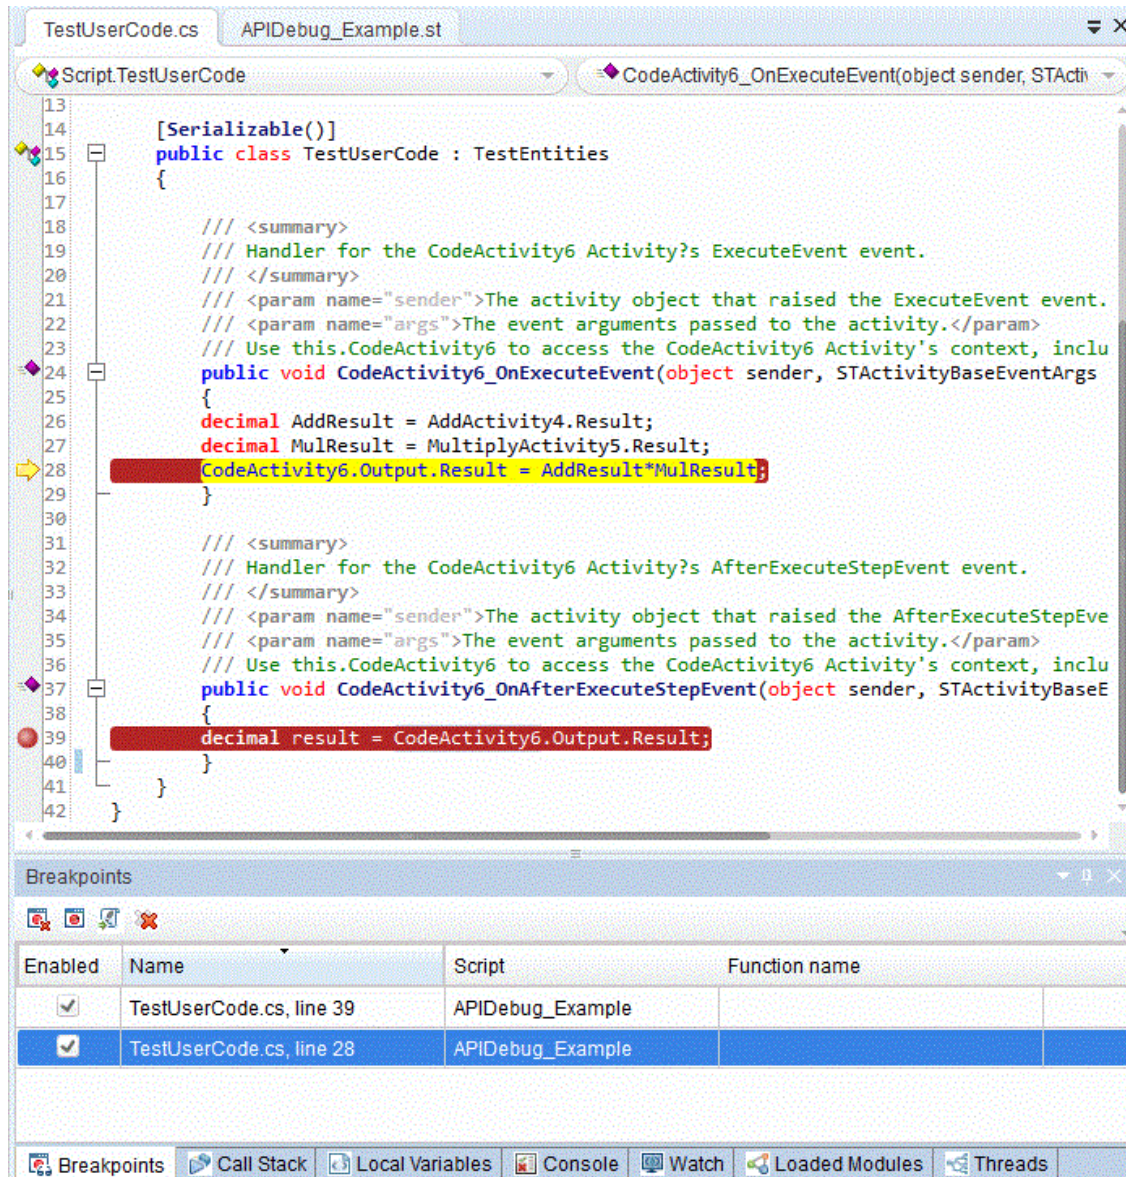 TestUserCode.cs APIDebug_Example.st
Script.TestUserCode CodeActivity6_OnExecuteEvent(object sender, STActiv
13
14 [Serializable()]
15 public class TestUserCode : TestEntities
16 {
17
18 /// <summary>
19 /// Handler for the CodeActivity6 Activity?s ExecuteEvent event.
20 /// </summary>
21 /// <param name="sender">The activity object that raised the ExecuteEvent event.
22 /// <param name="args">The event arguments passed to the activity.</param>
23 /// Use this.CodeActivity6 to access the CodeActivity6 Activity's context, inclu
24 public void CodeActivity6_OnExecuteEvent(object sender, STActivityBaseEventArgs
25 {
26 decimal AddResult = AddActivity4.Result;
27 decimal MulResult = MultiplyActivity5.Result;
28 CodeActivity6.Output.Result = AddResult*MulResult;
29 }
30
31 /// <summary>
32 /// Handler for the CodeActivity6 Activity?s AfterExecuteStepEvent event.
33 /// </summary>
34 /// <param name="sender">The activity object that raised the AfterExecuteStepEve
35 /// <param name="args">The event arguments passed to the activity.</param>
36 /// Use this.CodeActivity6 to access the CodeActivity6 Activity's context, inclu
37 public void CodeActivity6_OnAfterExecuteStepEvent(object sender, STActivityBaseE
38 {
39 decimal result = CodeActivity6.Output.Result;
40 }
41 }
42 }
Breakpoints
Enabled Name Script Function name
TestUserCode.cs, line 39 APIDebug_Example
TestUserCode.cs, line 28 APIDebug_Example
Breakpoints Call Stack Local Variables Console Watch Loaded Modules Threads